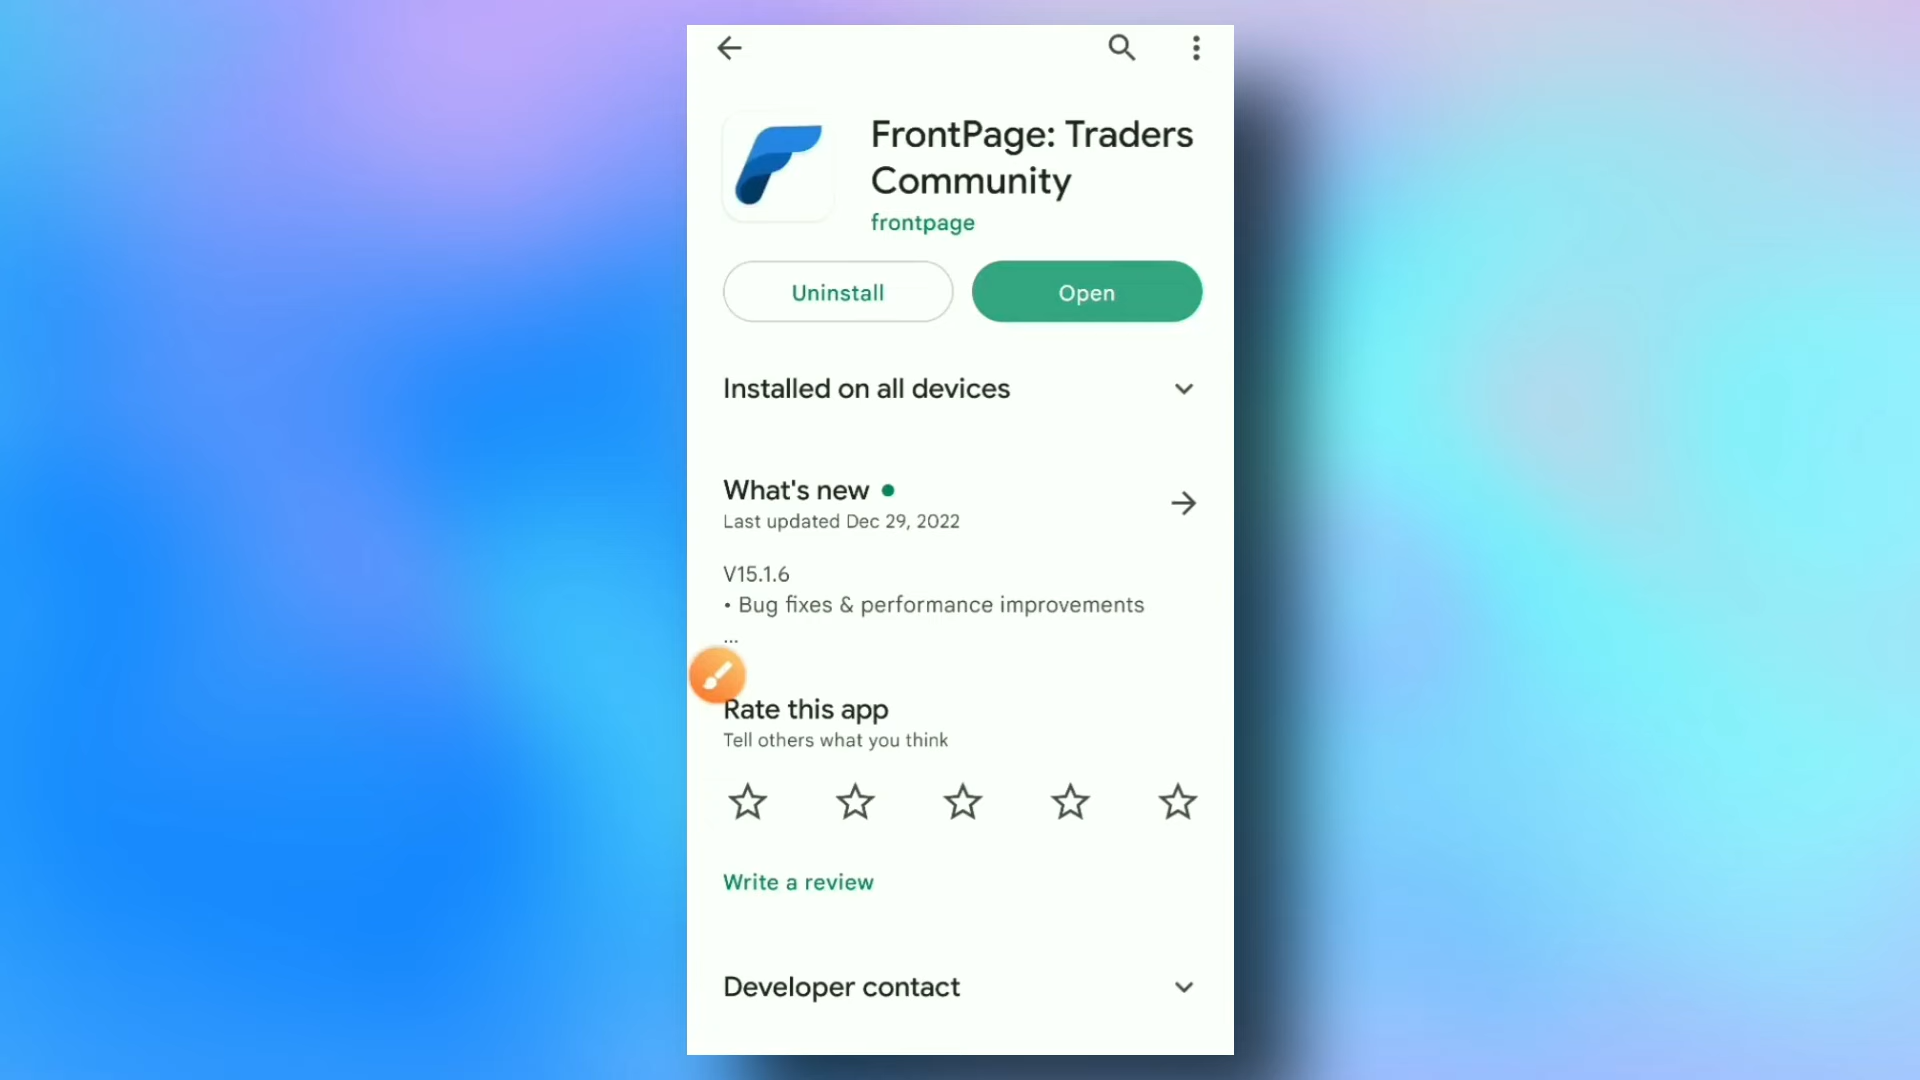 FrontPage: Traders
Community
frontpage
Uninstall
Open
Installed on all devices
What's new
Last updated Dec 29, 2022
V15.1.6
• Bug fixes & performance improvements
...
Rate this app
Tell others what you think
Write a review
Developer contact